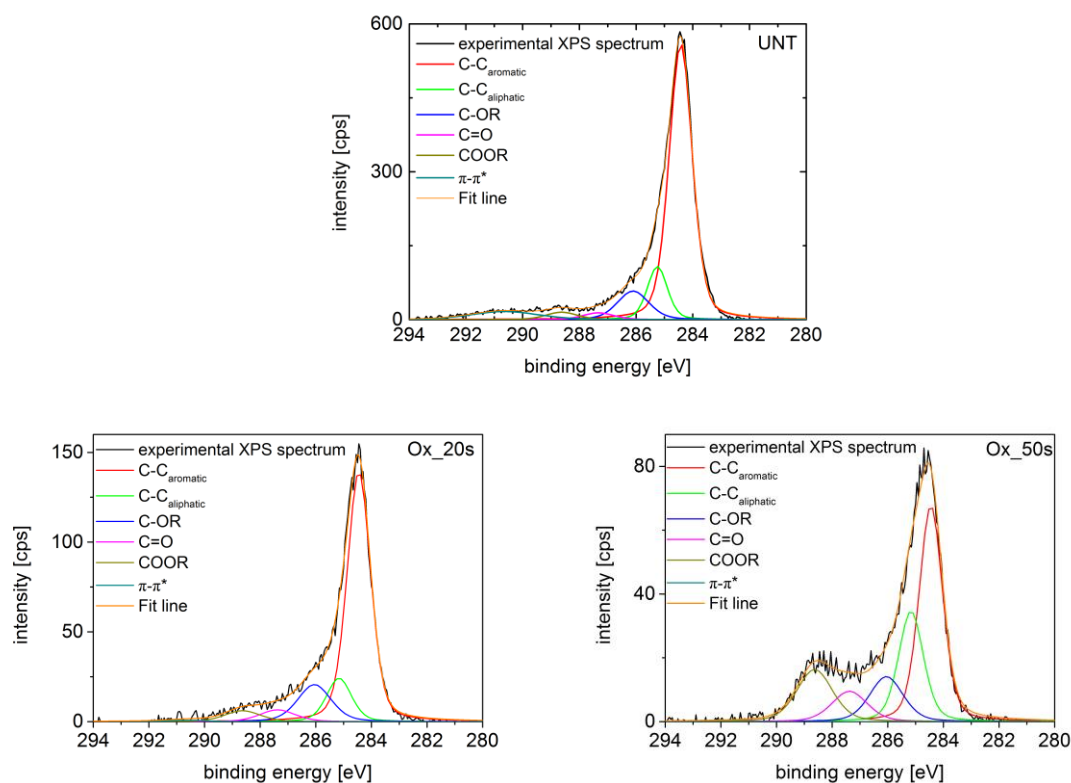 600
UNT
experimental XPS spectrum
C-Caromatic
C-Caliphatic
C-OR
C=O
COOR
π-π*
Fit line
300
0
intensity [cps]
294 292 290 288 286 284 282 280
binding energy [eV]
150
Ox_20s
experimental XPS spectrum
C-Caromatic
C-Caliphatic
C-OR
C=O
COOR
π-π*
Fit line
100
50
0
intensity [cps]
294 292 290 288 286 284 282 280
binding energy [eV]
80
Ox_50s
experimental XPS spectrum
C-Caromatic
C-Caliphatic
C-OR
C=O
COOR
π-π*
Fit line
40
0
intensity [cps]
294 292 290 288 286 284 282 280
binding energy [eV]